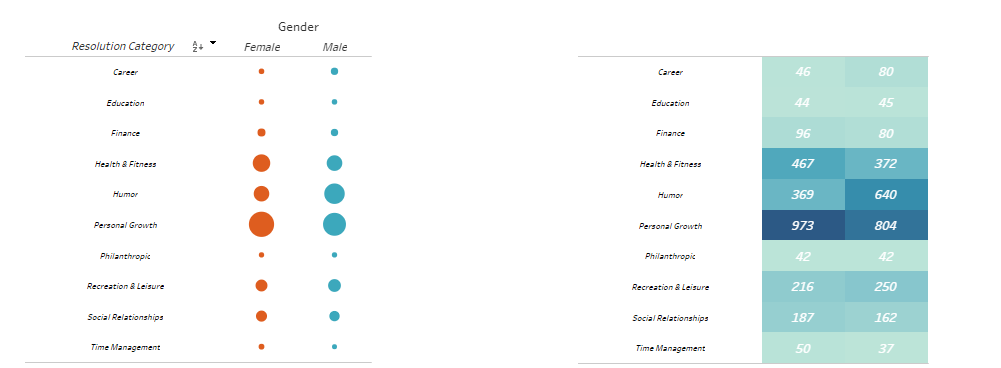 Gender
Resolution Category Female Male
Career
Education
Finance
Health & Fitness
Humor
Personal Growth
Philanthropic
Recreation & Leisure
Social Relationships
Time Management
Career 46 80
Education 44 45
Finance 96 80
Health & Fitness 467 372
Humor 369 640
Personal Growth 973 804
Philanthropic 42 42
Recreation & Leisure 216 250
Social Relationships 187 162
Time Management 50 37